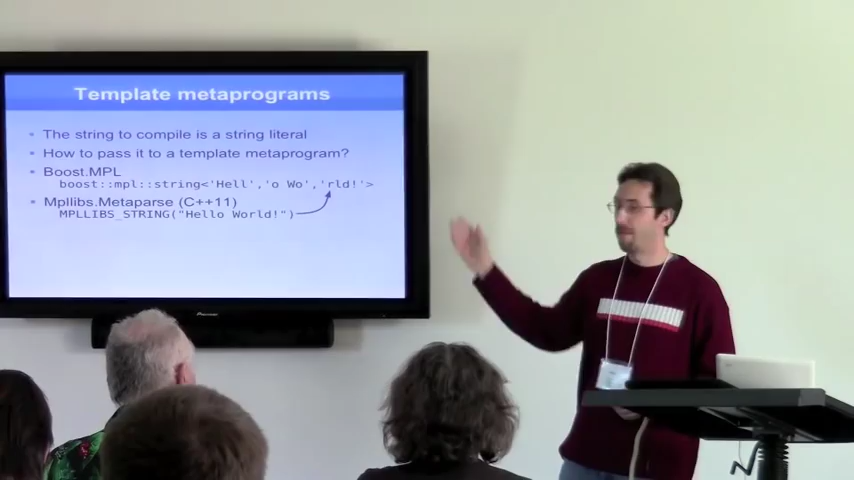 Template metaprograms
The string to compile is a string literal
How to pass it to a template metaprogram?
Boost.MPL
boost::mpl::string<'Hell','o Wo','rld!'>
Mpllibs.Metaparse (C++11)
MPLLIBS_STRING("Hello World!")
Pioneer